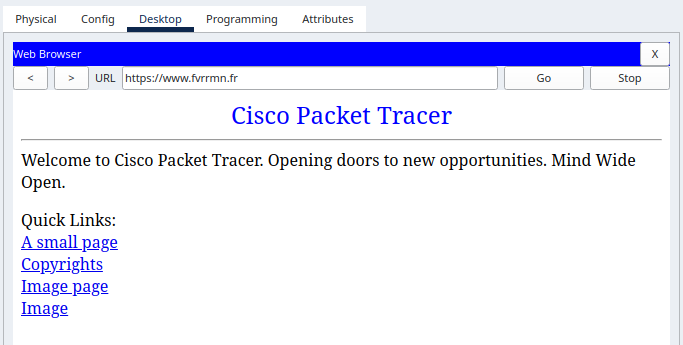 Physical Config Desktop Programming Attributes
Web Browser X
< > URL https://www.fvrrmn.fr Go Stop
Cisco Packet Tracer
Welcome to Cisco Packet Tracer. Opening doors to new opportunities. Mind Wide
Open.
Quick Links:
A small page
Copyrights
Image page
Image